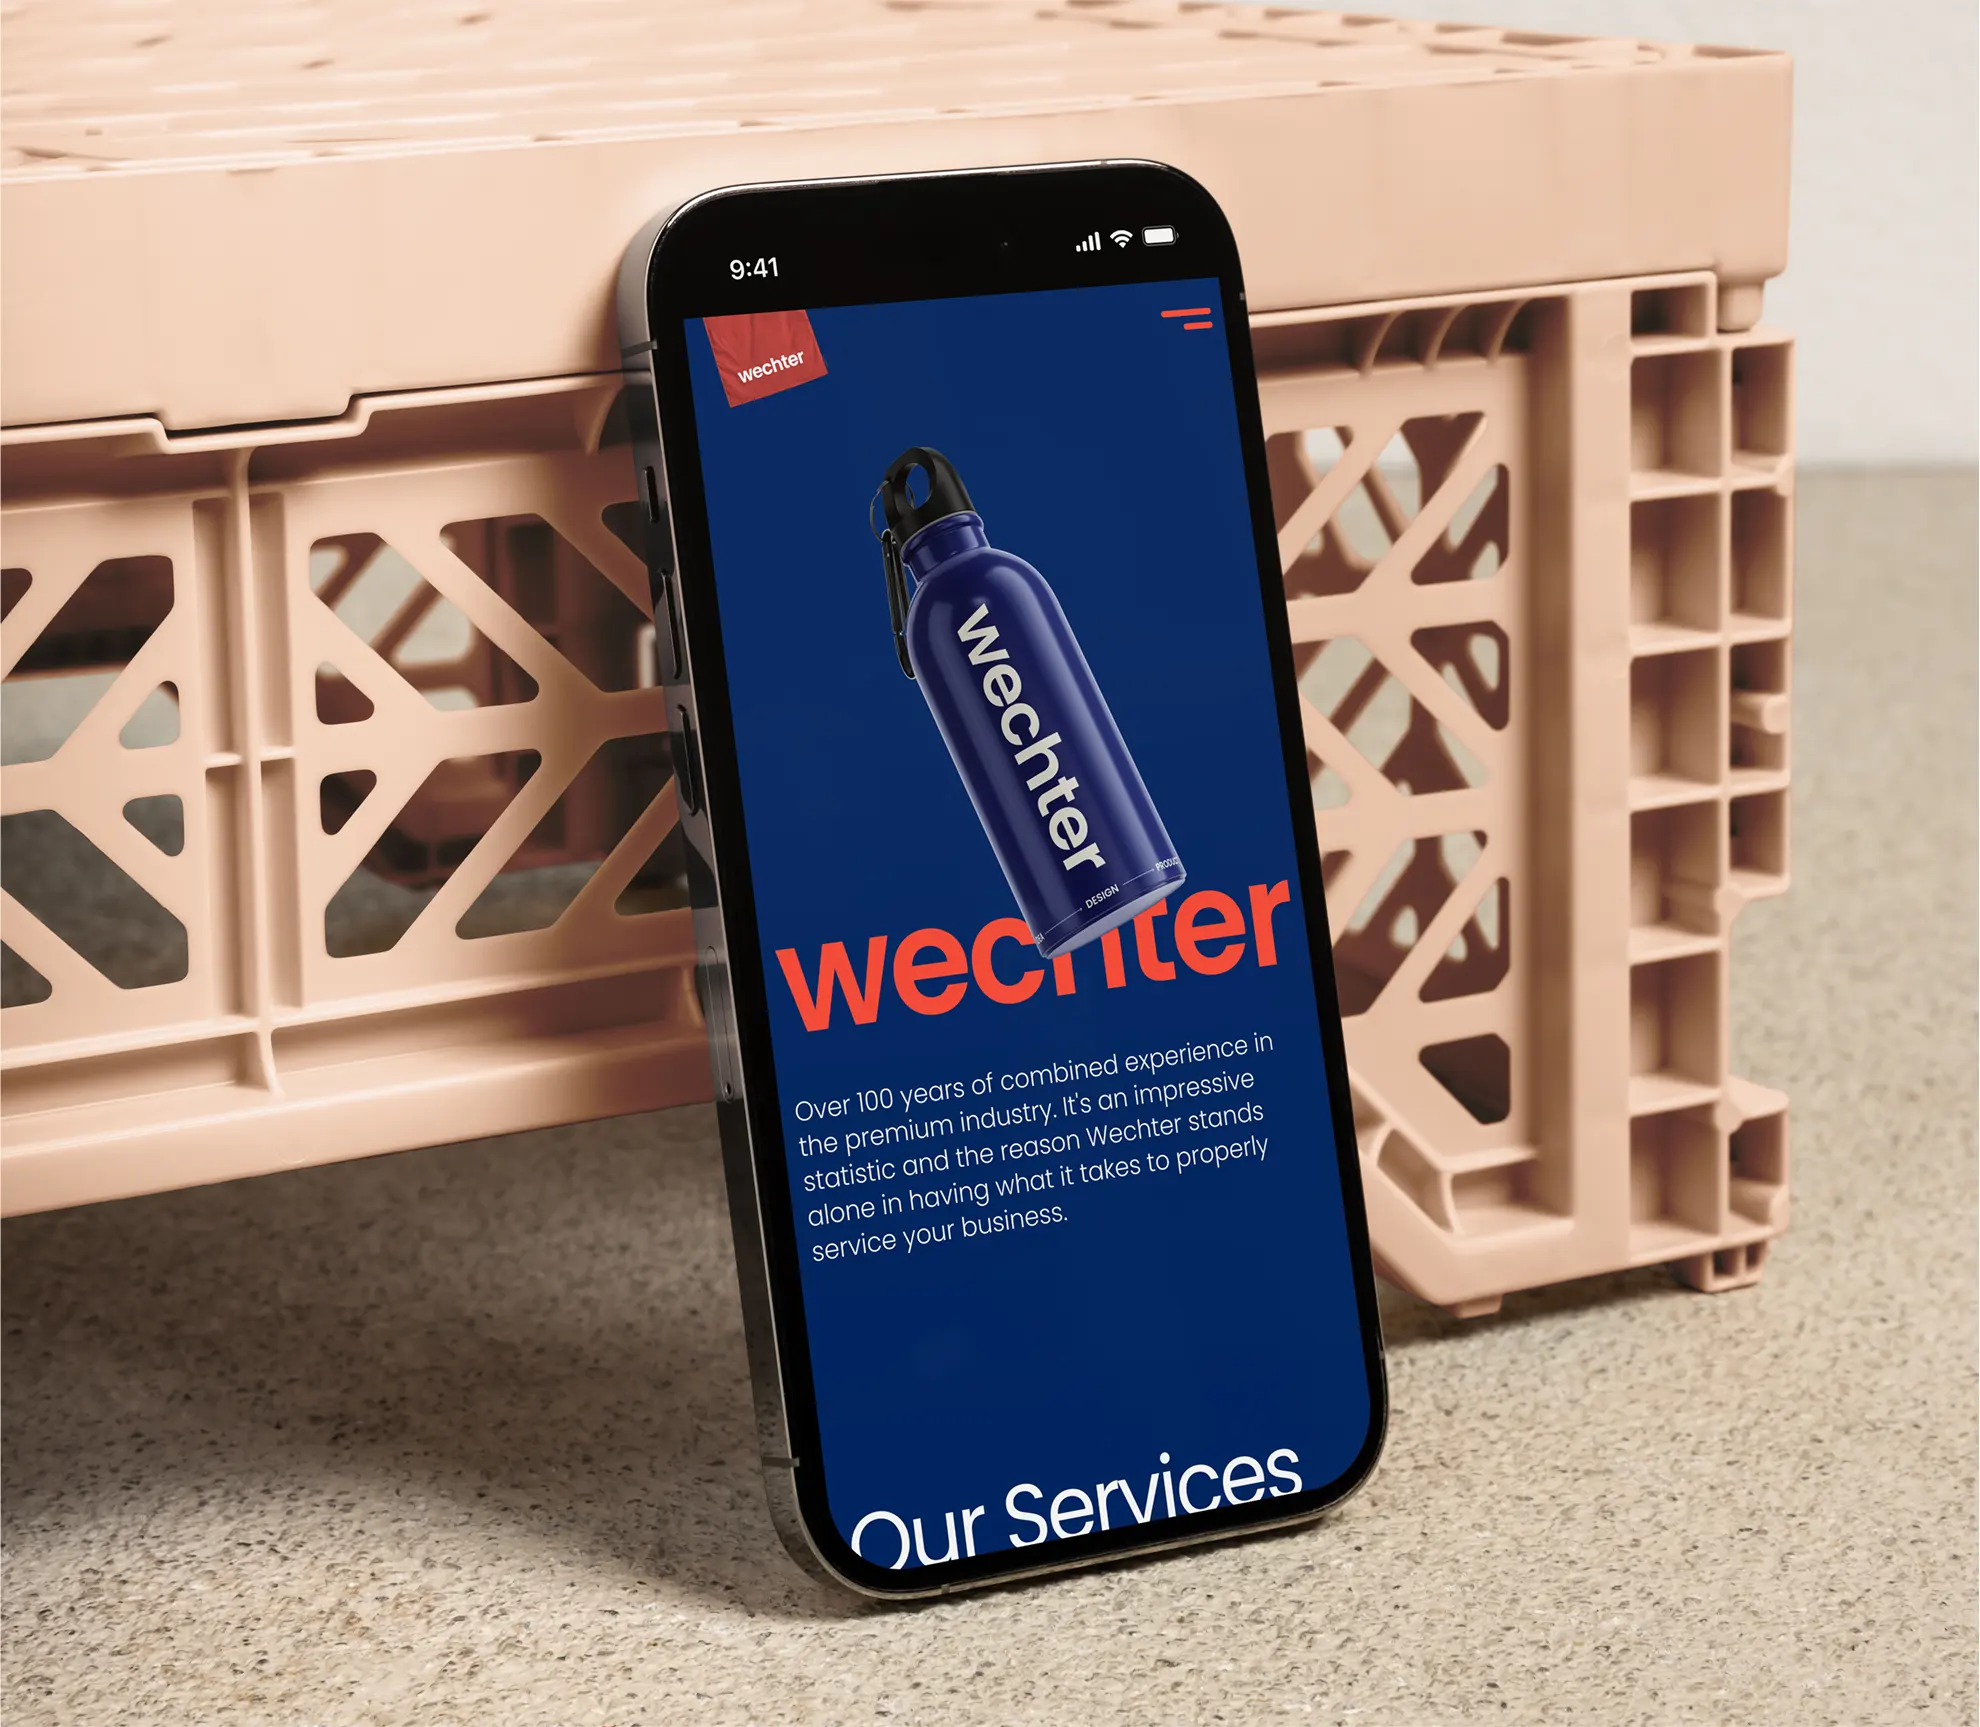 9:41
wechter
wechter
DESIGN
wechter
Over 100 years of combined experience in
the premium industry. It's an impressive
statistic and the reason Wechter stands
alone in having what it takes to properly
service your business.
Our Services